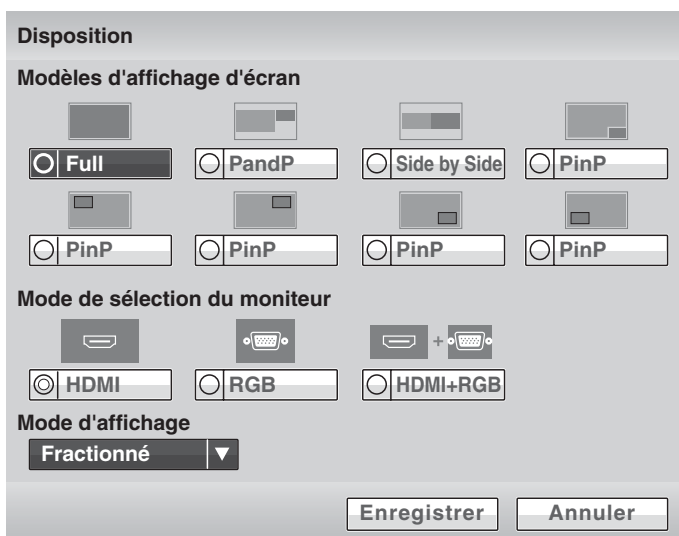 Disposition
Modèles d'affichage d'écran
Full PandP Side by Side PinP
PinP PinP PinP PinP
Mode de sélection du moniteur
+
HDMI RGB HDMI+RGB
Mode d'affichage
Fractionné
Enregistrer Annuler